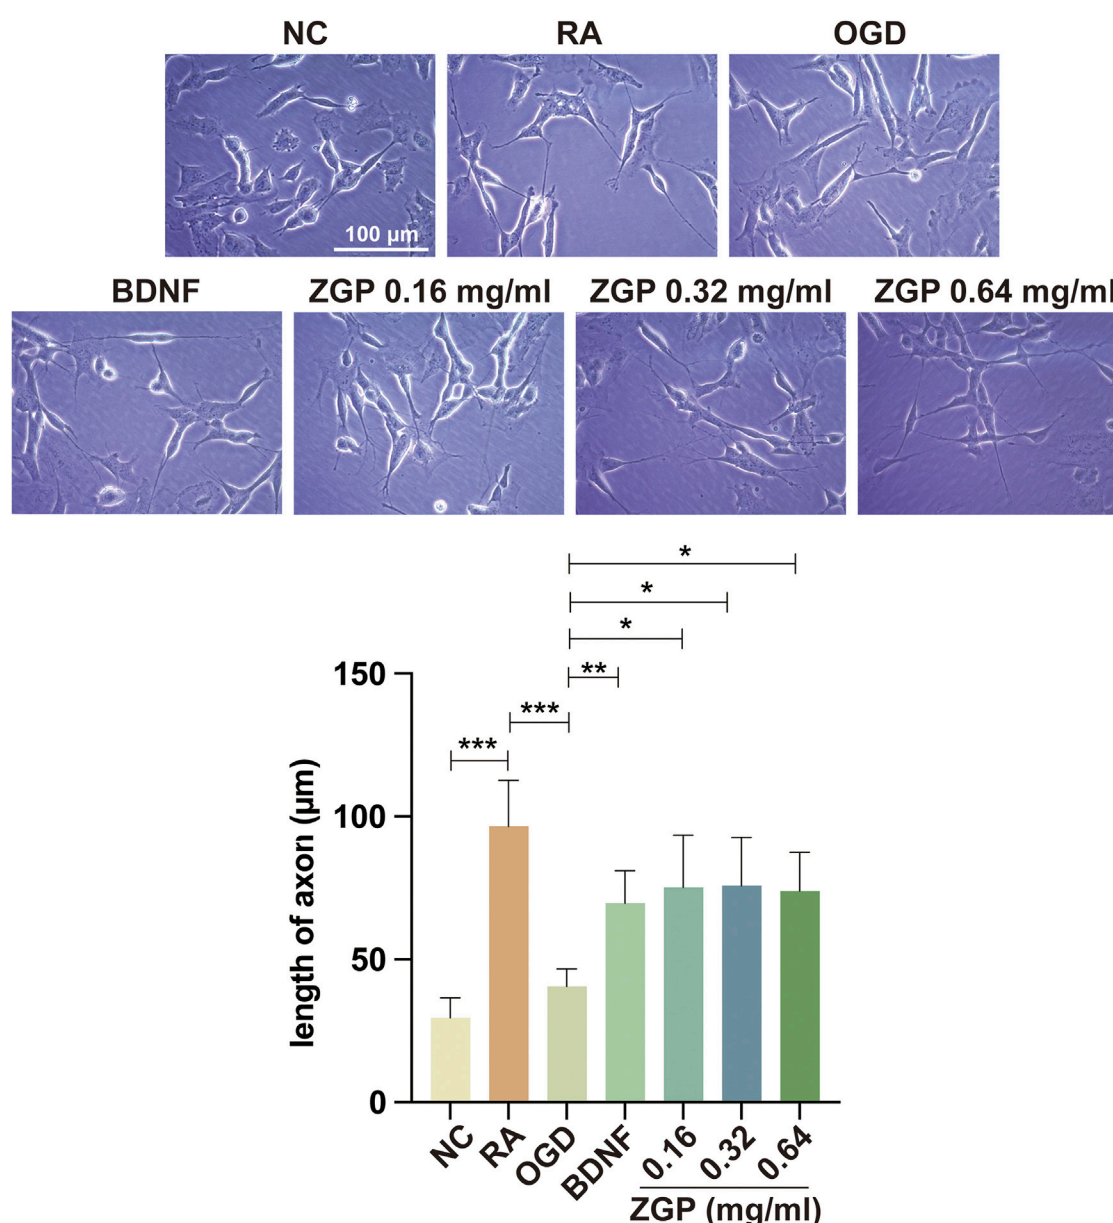 NC RA OGD
100 µm
BDNF ZGP 0.16 mg/ml ZGP 0.32 mg/ml ZGP 0.64 mg/ml
*
*
*
**
***
***
length of axon (µm)
150
100
50
0
NC RA OGD BDNF 0.16 0.32 0.64
ZGP (mg/ml)